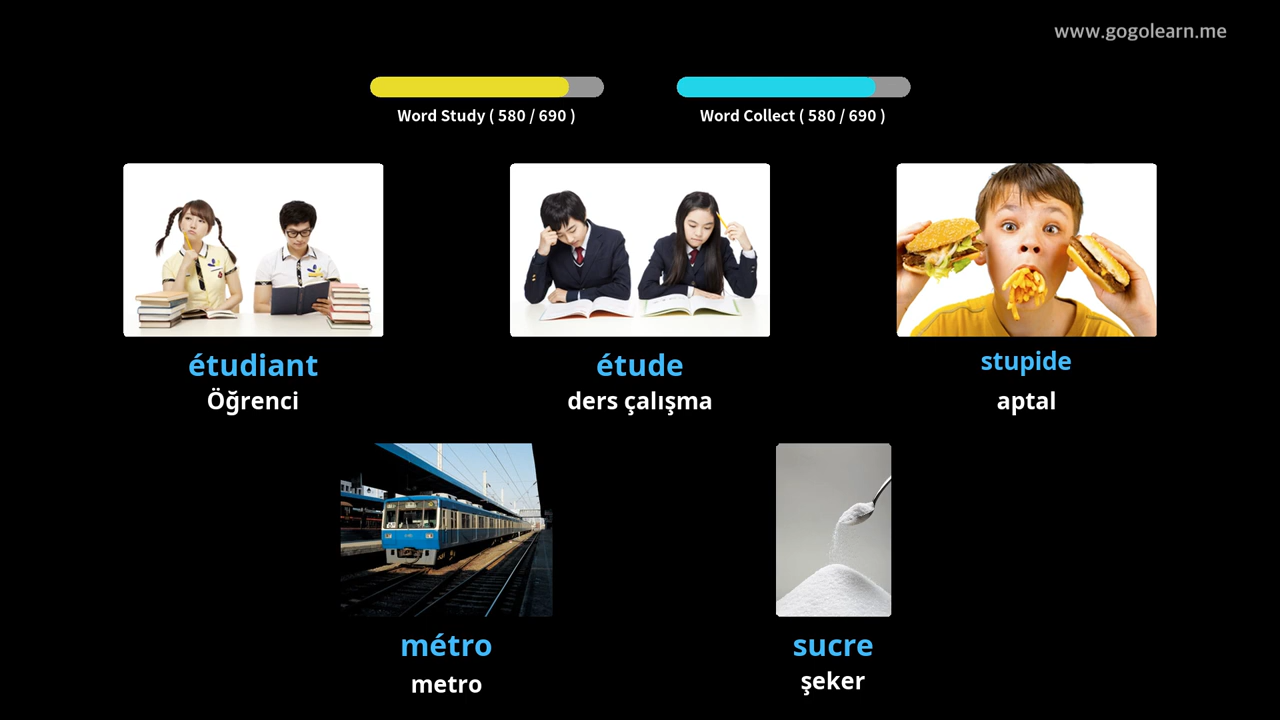 www.gogolearn.me
Word Study ( 580 / 690 )
Word Collect ( 580 / 690 )
étudiant
Öğrenci
étude
ders çalışma
stupide
aptal
métro
metro
sucre
şeker